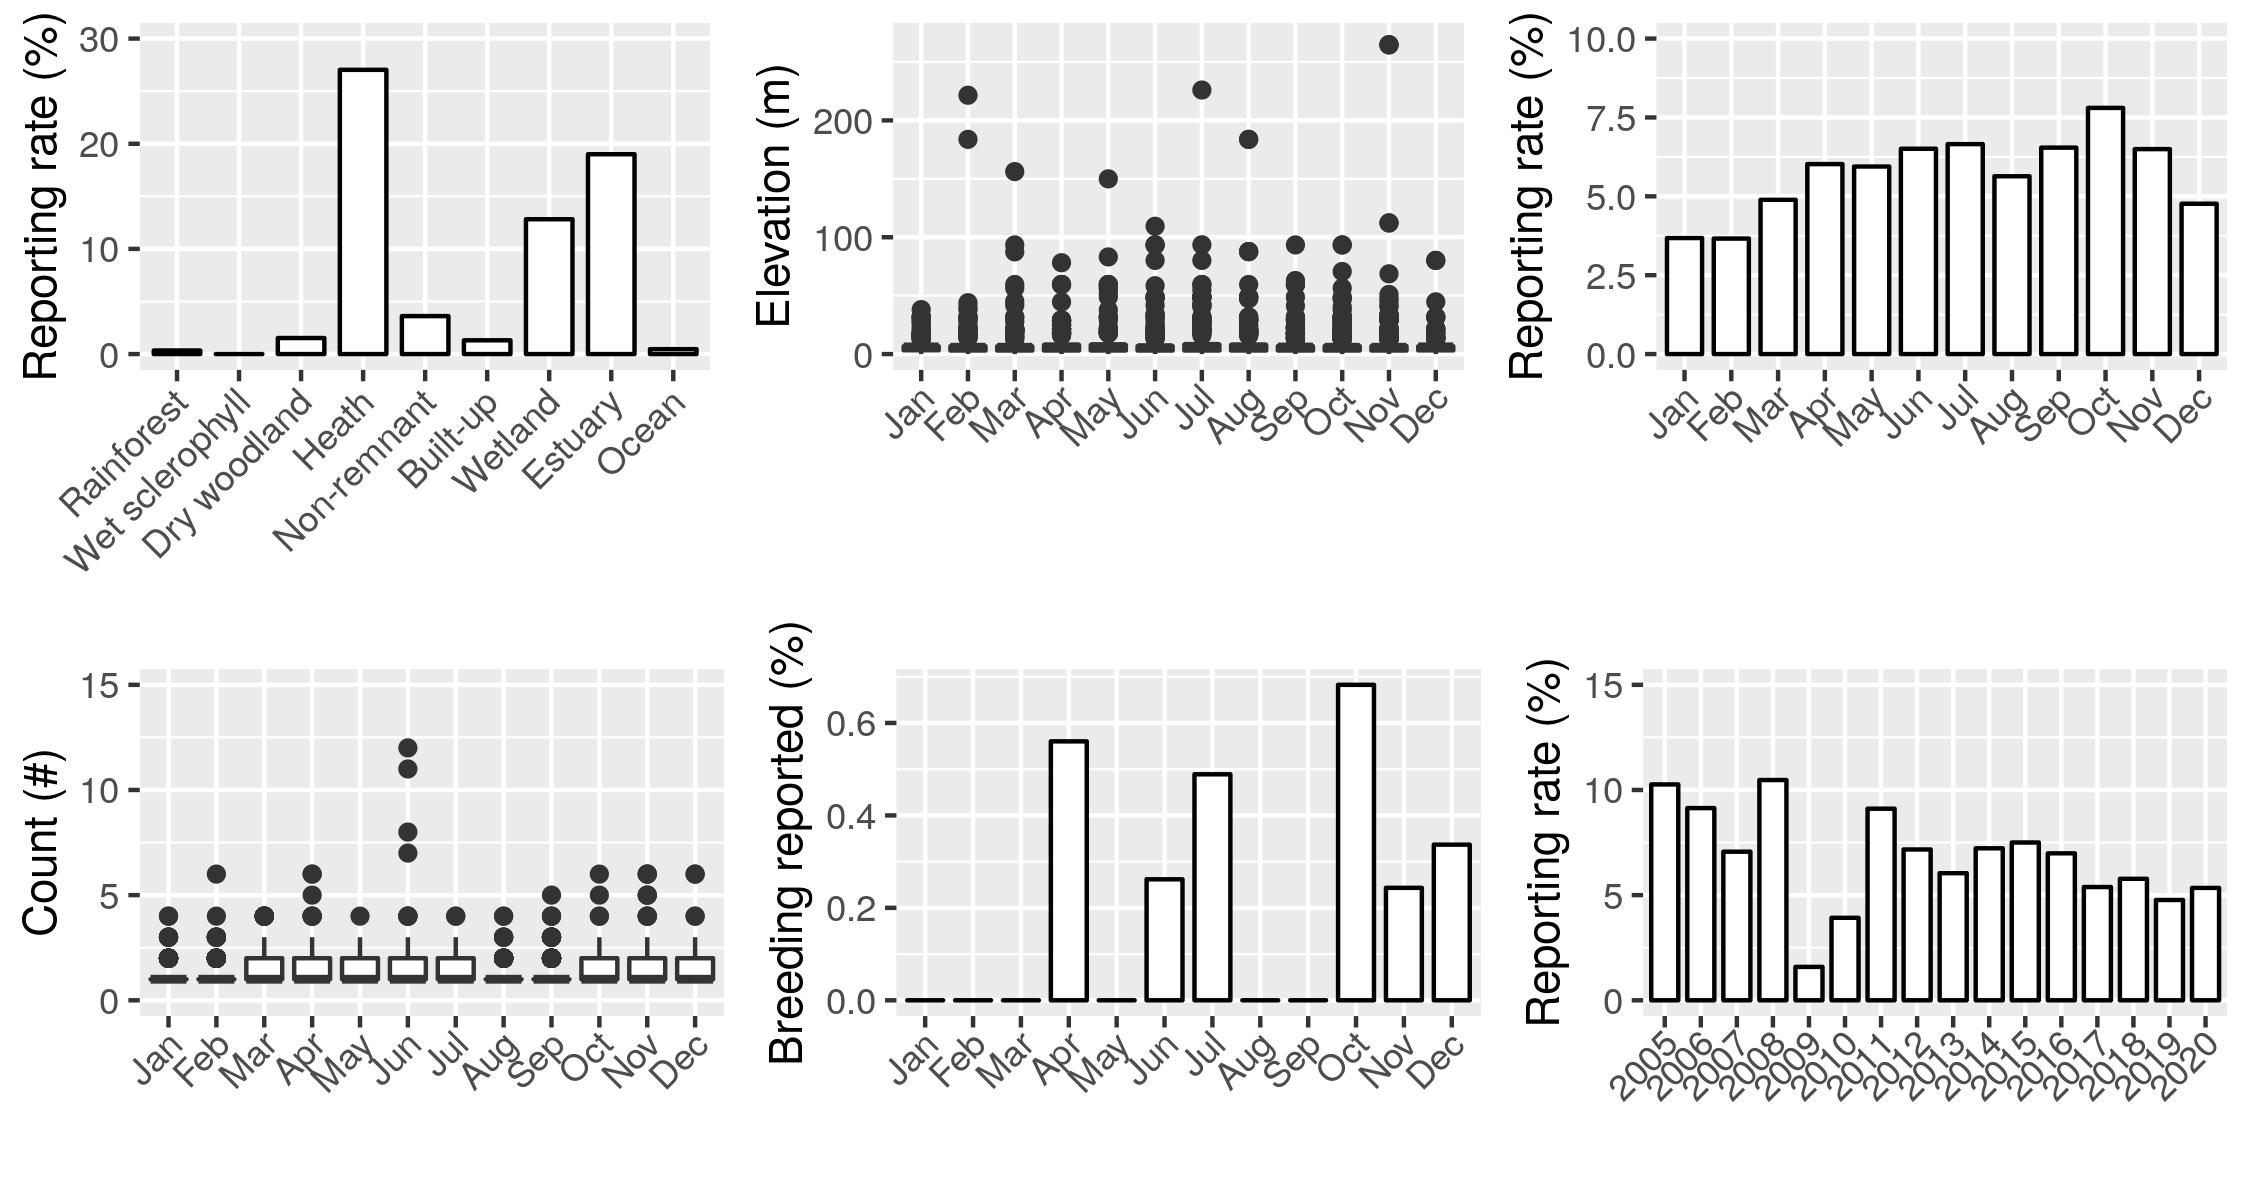 Reporting rate (%)
30
20
10
0
Rainforest
Wet sclerophyll
Dry woodland
Heath
Non-remnant
Built-up
Wetland
Estuary
Ocean
Elevation (m)
200
100
0
Jan
Feb
Mar
Apr
May
Jun
Jul
Aug
Sep
Oct
Nov
Dec
Reporting rate (%)
10.0
7.5
5.0
2.5
0.0
Jan
Feb
Mar
Apr
May
Jun
Jul
Aug
Sep
Oct
Nov
Dec
Count (#)
15
10
5
0
Jan
Feb
Mar
Apr
May
Jun
Jul
Aug
Sep
Oct
Nov
Dec
Breeding reported (%)
0.6
0.4
0.2
0.0
Jan
Feb
Mar
Apr
May
Jun
Jul
Aug
Sep
Oct
Nov
Dec
Reporting rate (%)
15
10
5
0
2005
2006
2007
2008
2009
2010
2011
2012
2013
2014
2015
2016
2017
2018
2019
2020